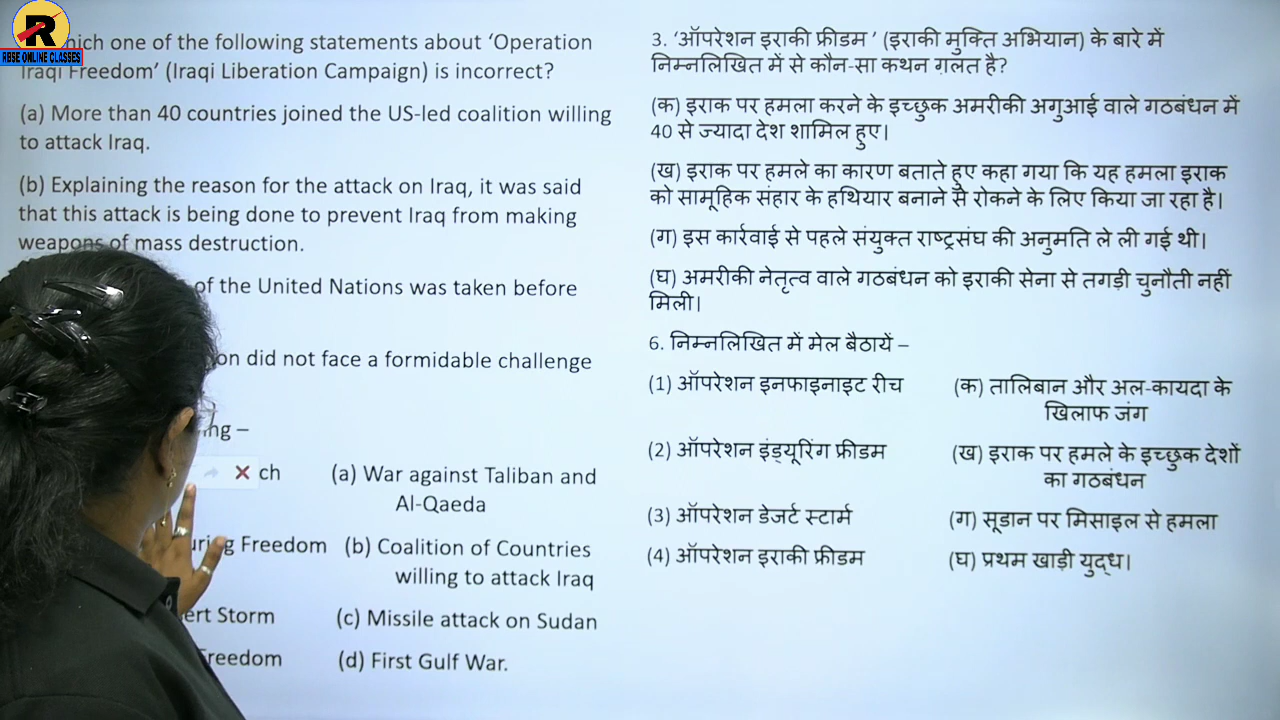 R
RBSE ONLINE CLASSES
hich one of the following statements about ‘Operation
Iraqi Freedom’ (Iraqi Liberation Campaign) is incorrect?
(a) More than 40 countries joined the US-led coalition willing
to attack Iraq.
(b) Explaining the reason for the attack on Iraq, it was said
that this attack is being done to prevent Iraq from making
weapons of mass destruction.
of the United Nations was taken before
on did not face a formidable challenge
ng –
ch (a) War against Taliban and
Al-Qaeda
uring Freedom (b) Coalition of Countries
willing to attack Iraq
ert Storm (c) Missile attack on Sudan
Freedom (d) First Gulf War.
3. ‘ऑपरेशन इराकी फ्रीडम ’ (इराकी मुक्ति अभियान) के बारे में
निम्नलिखित में से कौन-सा कथन ग़लत है?
(क) इराक पर हमला करने के इच्छुक अमरीकी अगुआई वाले गठबंधन में
40 से ज्यादा देश शामिल हुए।
(ख) इराक पर हमले का कारण बताते हुए कहा गया कि यह हमला इराक
को सामूहिक संहार के हथियार बनाने से रोकने के लिए किया जा रहा है।
(ग) इस कार्रवाई से पहले संयुक्त राष्ट्रसंघ की अनुमति ले ली गई थी।
(घ) अमरीकी नेतृत्व वाले गठबंधन को इराकी सेना से तगड़ी चुनौती नहीं
मिली।
6. निम्नलिखित में मेल बैठायें –
(1) ऑपरेशन इनफाइनाइट रीच (क) तालिबान और अल-कायदा के
खिलाफ जंग
(2) ऑपरेशन इंड्यूरिंग फ्रीडम (ख) इराक पर हमले के इच्छुक देशों
का गठबंधन
(3) ऑपरेशन डेजर्ट स्टार्म (ग) सूडान पर मिसाइल से हमला
(4) ऑपरेशन इराकी फ्रीडम (घ) प्रथम खाड़ी युद्ध।